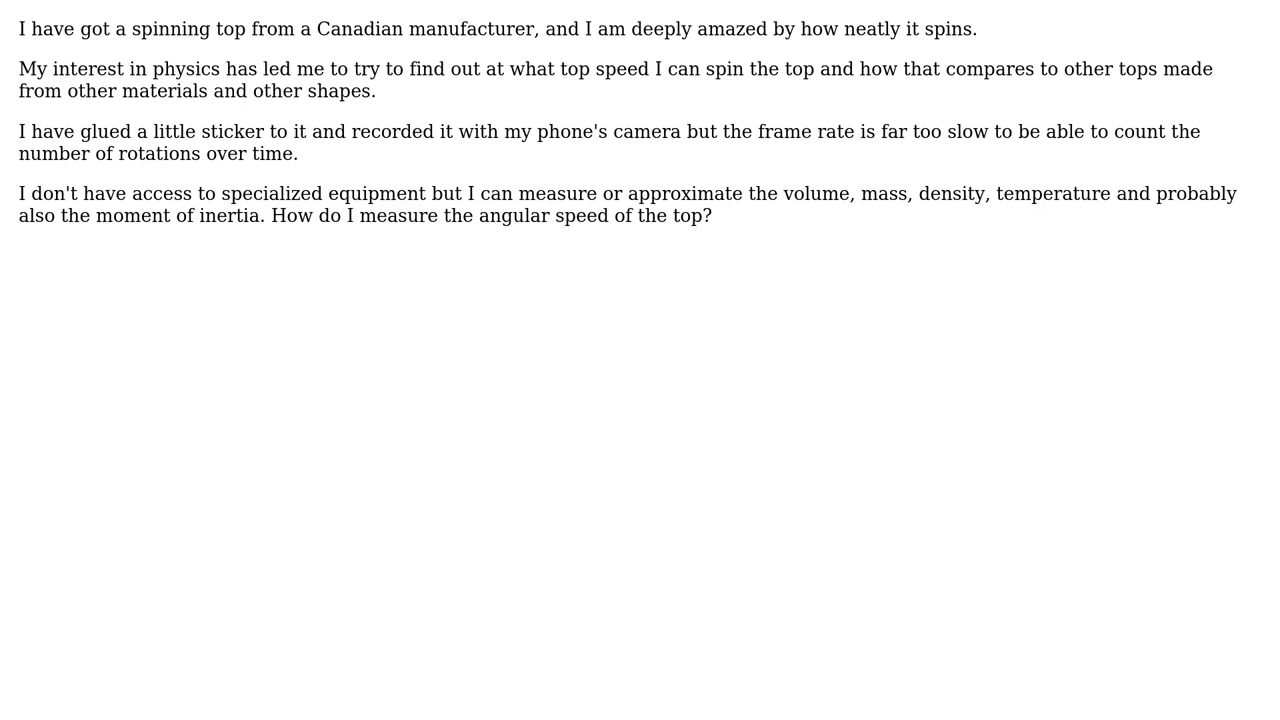 I have got a spinning top from a Canadian manufacturer, and I am deeply amazed by how neatly it spins.
My interest in physics has led me to try to find out at what top speed I can spin the top and how that compares to other tops made
from other materials and other shapes.
I have glued a little sticker to it and recorded it with my phone's camera but the frame rate is far too slow to be able to count the
number of rotations over time.
I don't have access to specialized equipment but I can measure or approximate the volume, mass, density, temperature and probably
also the moment of inertia. How do I measure the angular speed of the top?